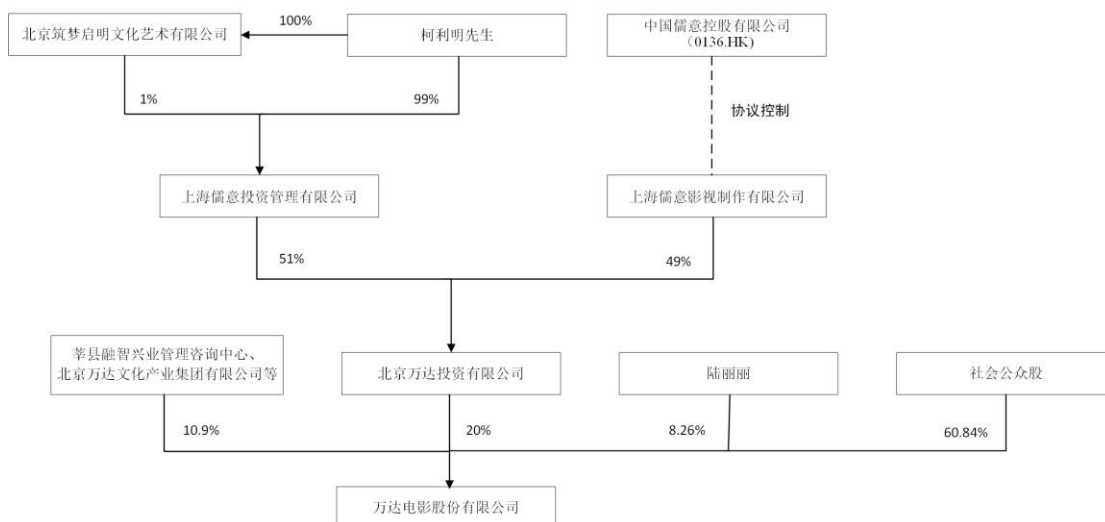 北京筑梦启明文化艺术有限公司
100%
柯利明先生
中国儒意控股有限公司
（0136.HK)
1%
99%
协议控制
上海儒意投资管理有限公司
上海儒意影视制作有限公司
51%
49%
莘县融智兴业管理咨询中心、
北京万达文化产业集团有限公司等
北京万达投资有限公司
陆丽丽
社会公众股
10.9%
20%
8.26%
60.84%
万达电影股份有限公司